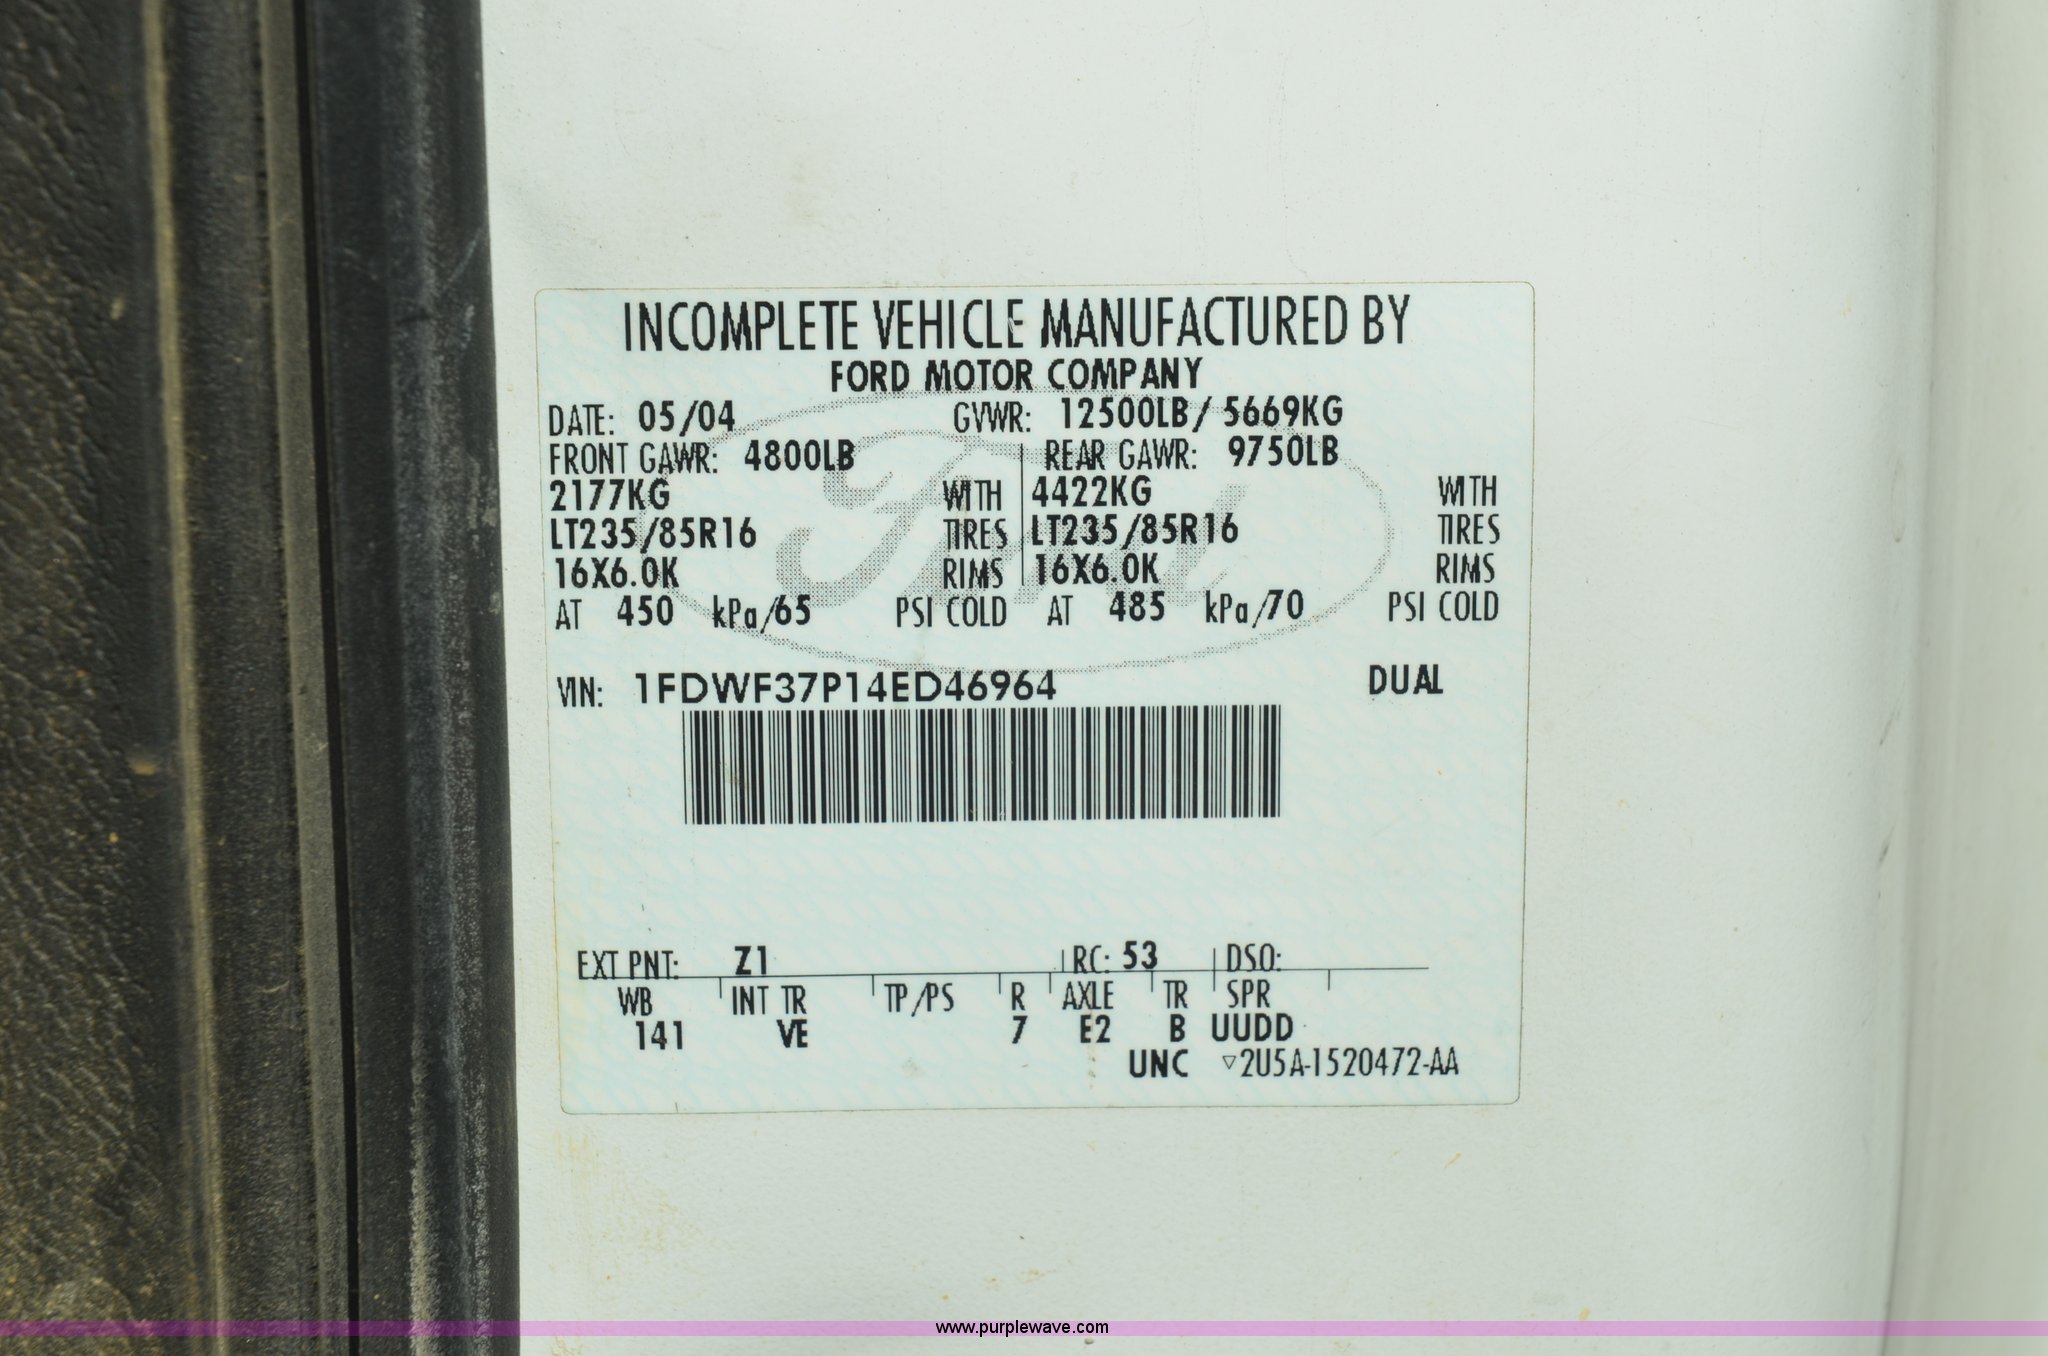 INCOMPLETE VEHICLE MANUFACTURED BY
FORD MOTOR COMPANY
DATE: 05/04 GVWR: 12500LB/ 5669KG
FRONT GAWR: 4800LB REAR GAWR: 9750LB
2177KG WITH 4422KG WITH
LT235/85R16 TIRES LT235/85R16 TIRES
16X6.0K RIMS 16X6.0K RIMS
AT 450 kPa/65 PSI COLD AT 485 kPa/70 PSI COLD
Ford
VIN: 1FDWF37P14ED46964 DUAL
EXT PNT: Z1 RC: 53 DSO:
WB INT TR TP/PS R AXLE TR SPR
141 VE 7 E2 B UUDD
UNC ▽2U5A-1520472-AA
www.purplewave.com